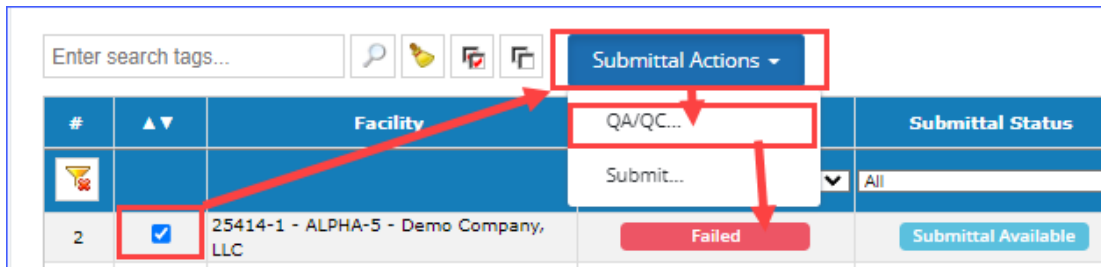 Enter search tags...
Submittal Actions
# ▲▼ Facility Submittal Status
QA/QC...
Submit...
All
2 25414-1 - ALPHA-5 - Demo Company, Failed Submittal Available
LLC